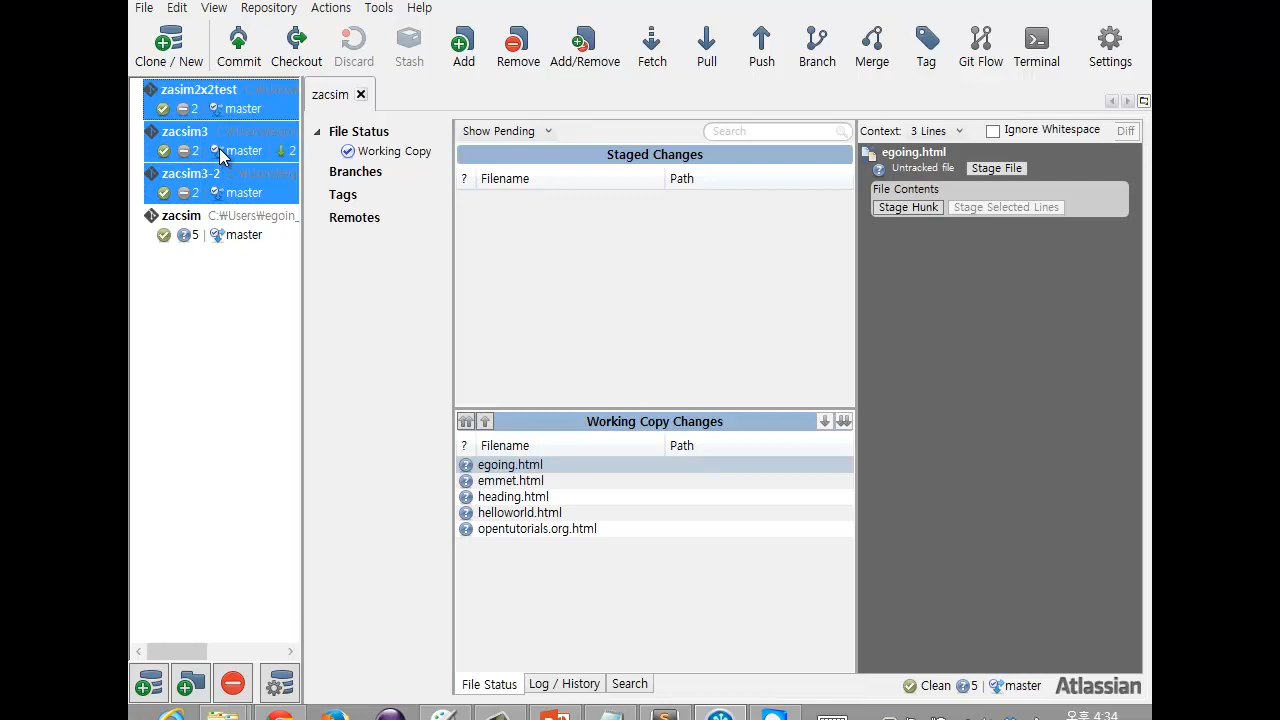 File Edit View Repository Actions Tools Help
Clone / New Commit Checkout Discard Stash Add Remove Add/Remove Fetch Pull Push Branch Merge Tag Git Flow Terminal Settings
zasim2x2test
2 master
zacsim3
2 master 2
zacsim3-2
2 master
zacsim C:₩Users₩egoin_
5 | master
zacsim
File Status
Working Copy
Branches
Tags
Remotes
Show Pending Search
Staged Changes
? Filename Path
Working Copy Changes
? Filename Path
egoing.html
emmet.html
heading.html
helloworld.html
opentutorials.org.html
File Status Log / History Search
Context: 3 Lines Ignore Whitespace Diff
egoing.html
Untracked file Stage File
File Contents
Stage Hunk Stage Selected Lines
Clean 5 master Atlassian
오후 4:34